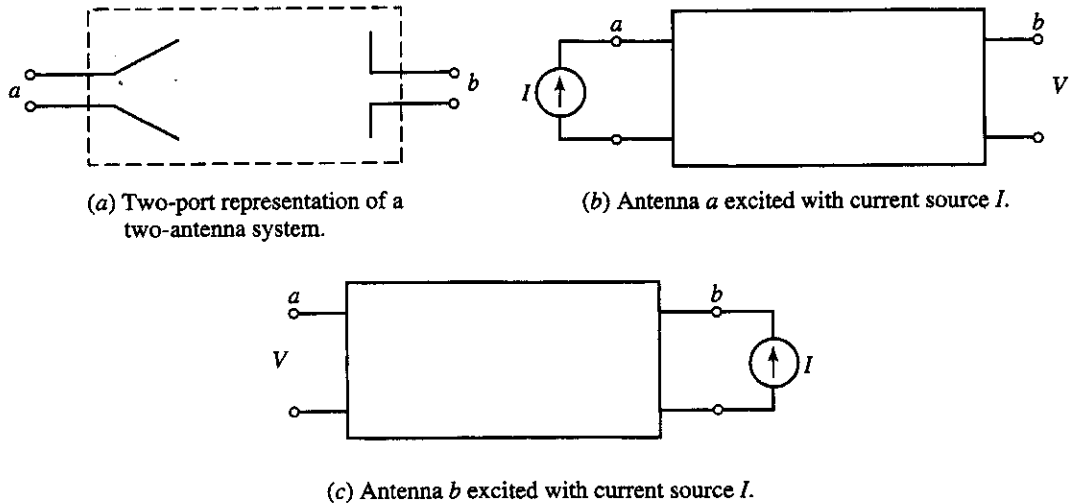 a
b
(a) Two-port representation of a
two-antenna system.
a
b
I
V
(b) Antenna a excited with current source I.
a
b
V
I
(c) Antenna b excited with current source I.